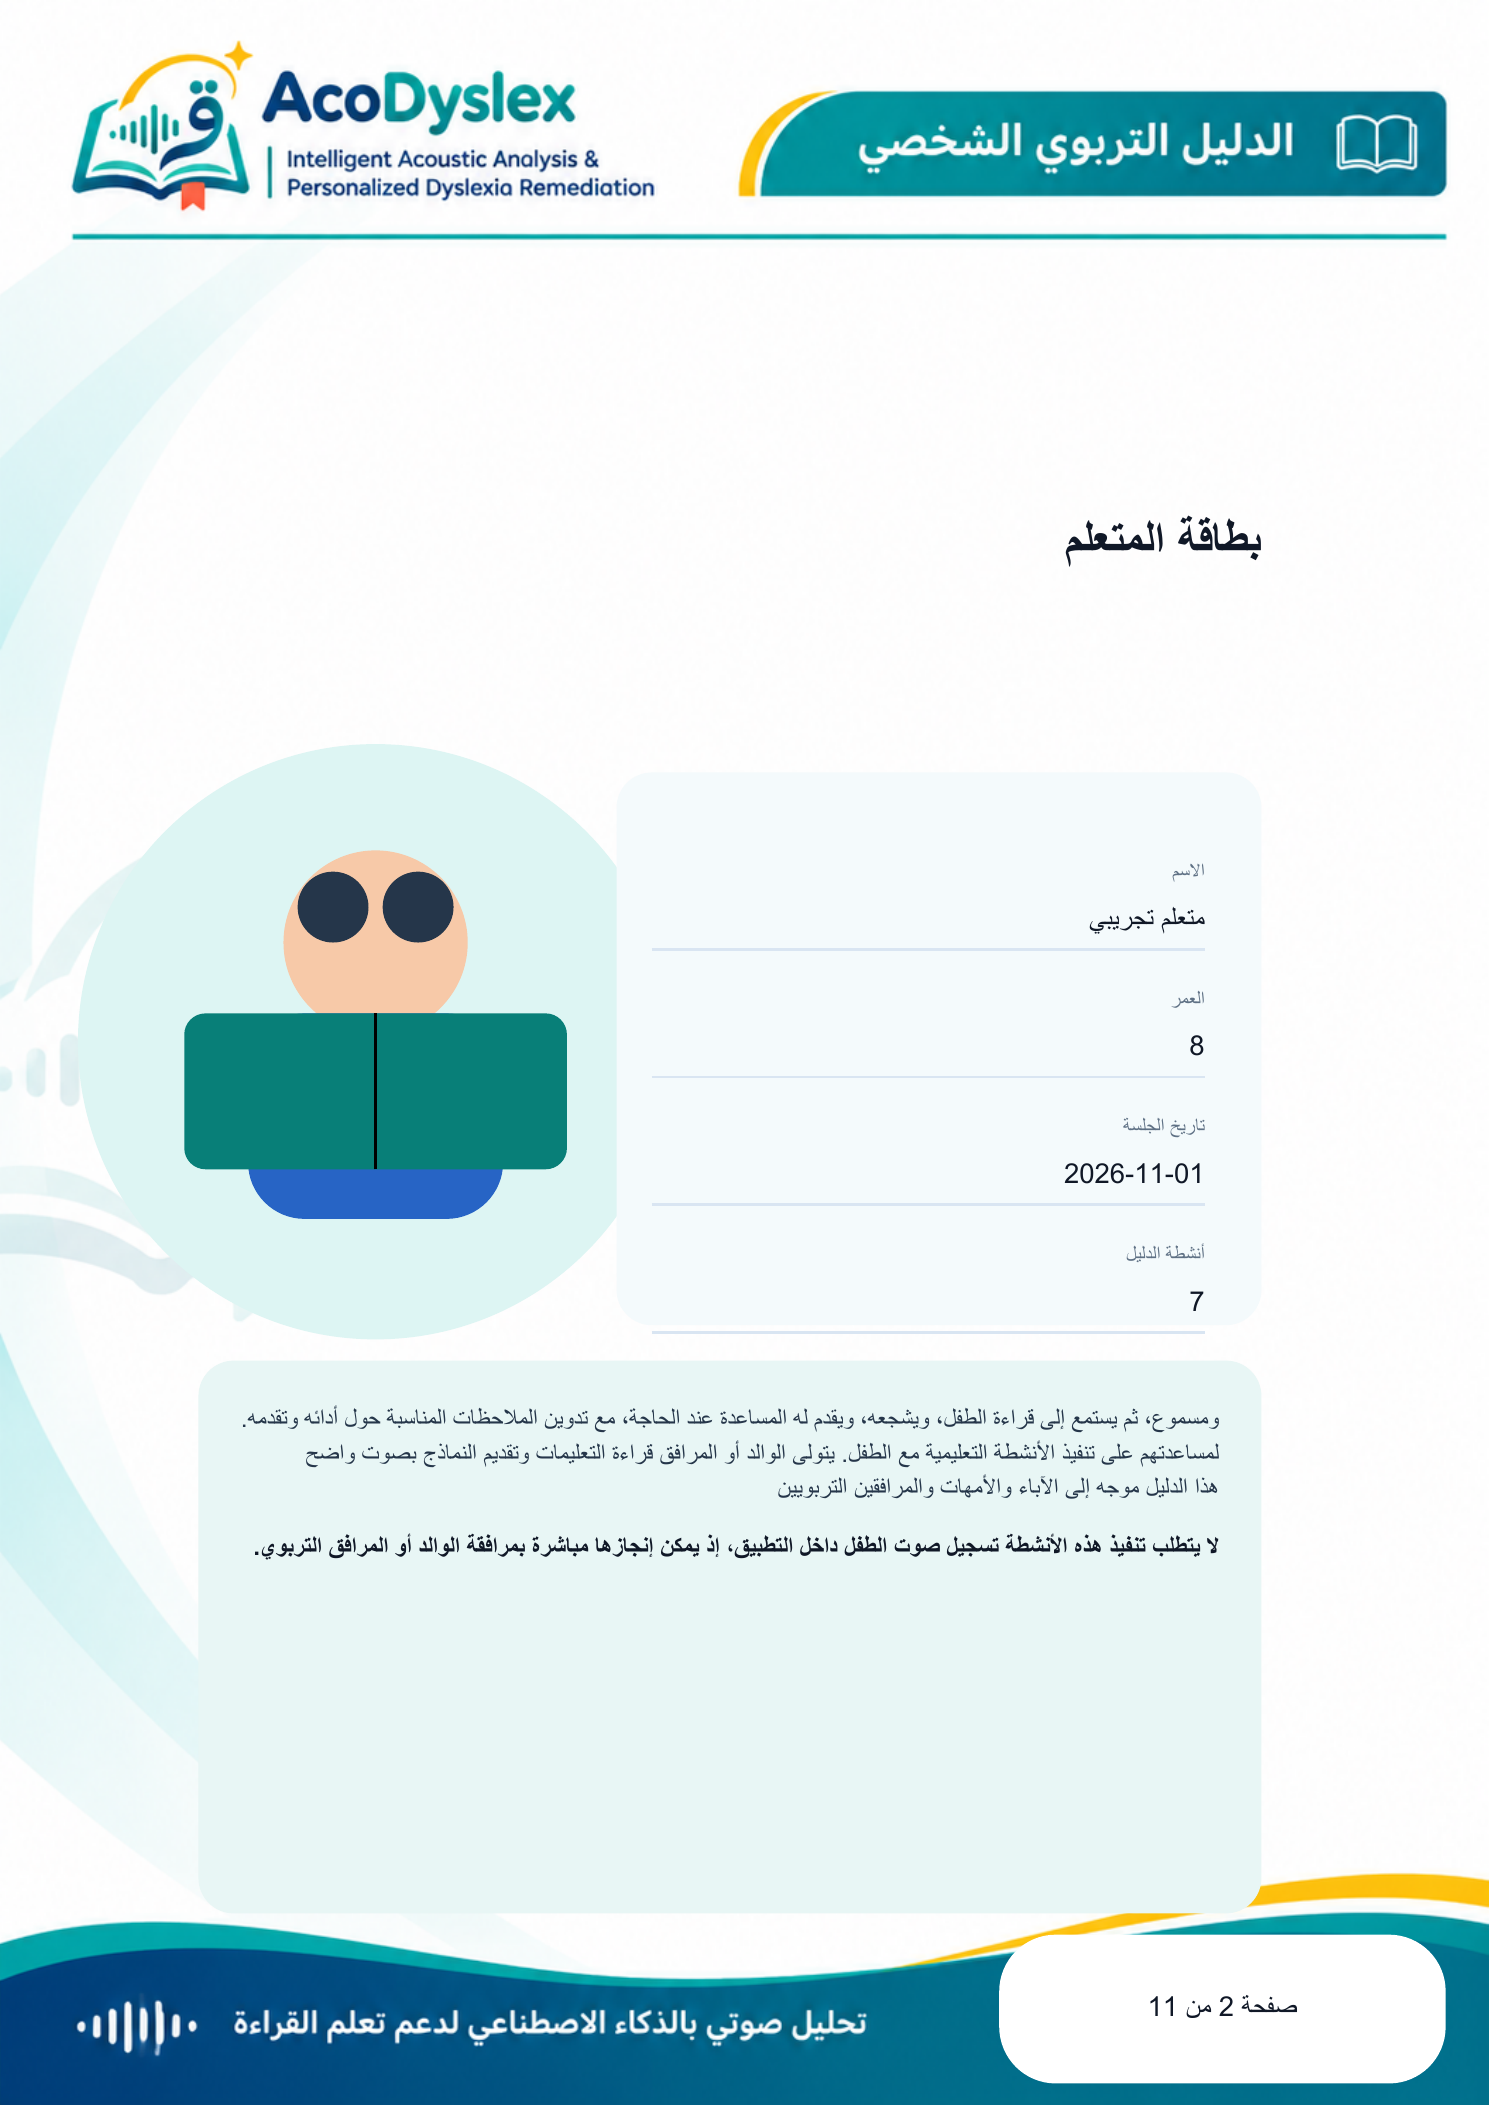 AcoDyslex
Intelligent Acoustic Analysis &
Personalized Dyslexia Remediation
الدليل التربوي الشخصي
بطاقة المتعلم
الاسم
متعلم تجريبي
العمر
8
تاريخ الجلسة
2026-11-01
أنشطة الدليل
7
ومسموع، ثم يستمع إلى قراءة الطفل، ويشجعه، ويقدم له المساعدة عند الحاجة، مع تدوين الملاحظات المناسبة حول أدائه وتقدمه.
لمساعدتهم على تنفيذ الأنشطة التعليمية مع الطفل. يتولى الوالد أو المرافق قراءة التعليمات وتقديم النماذج بصوت واضح
هذا الدليل موجه إلى الآباء والأمهات والمرافقين التربويين
لا يتطلب تنفيذ هذه الأنشطة تسجيل صوت الطفل داخل التطبيق، إذ يمكن إنجازها مباشرة بمرافقة الوالد أو المرافق التربوي.
صفحة 2 من 11
تحليل صوتي بالذكاء الاصطناعي لدعم تعلم القراءة